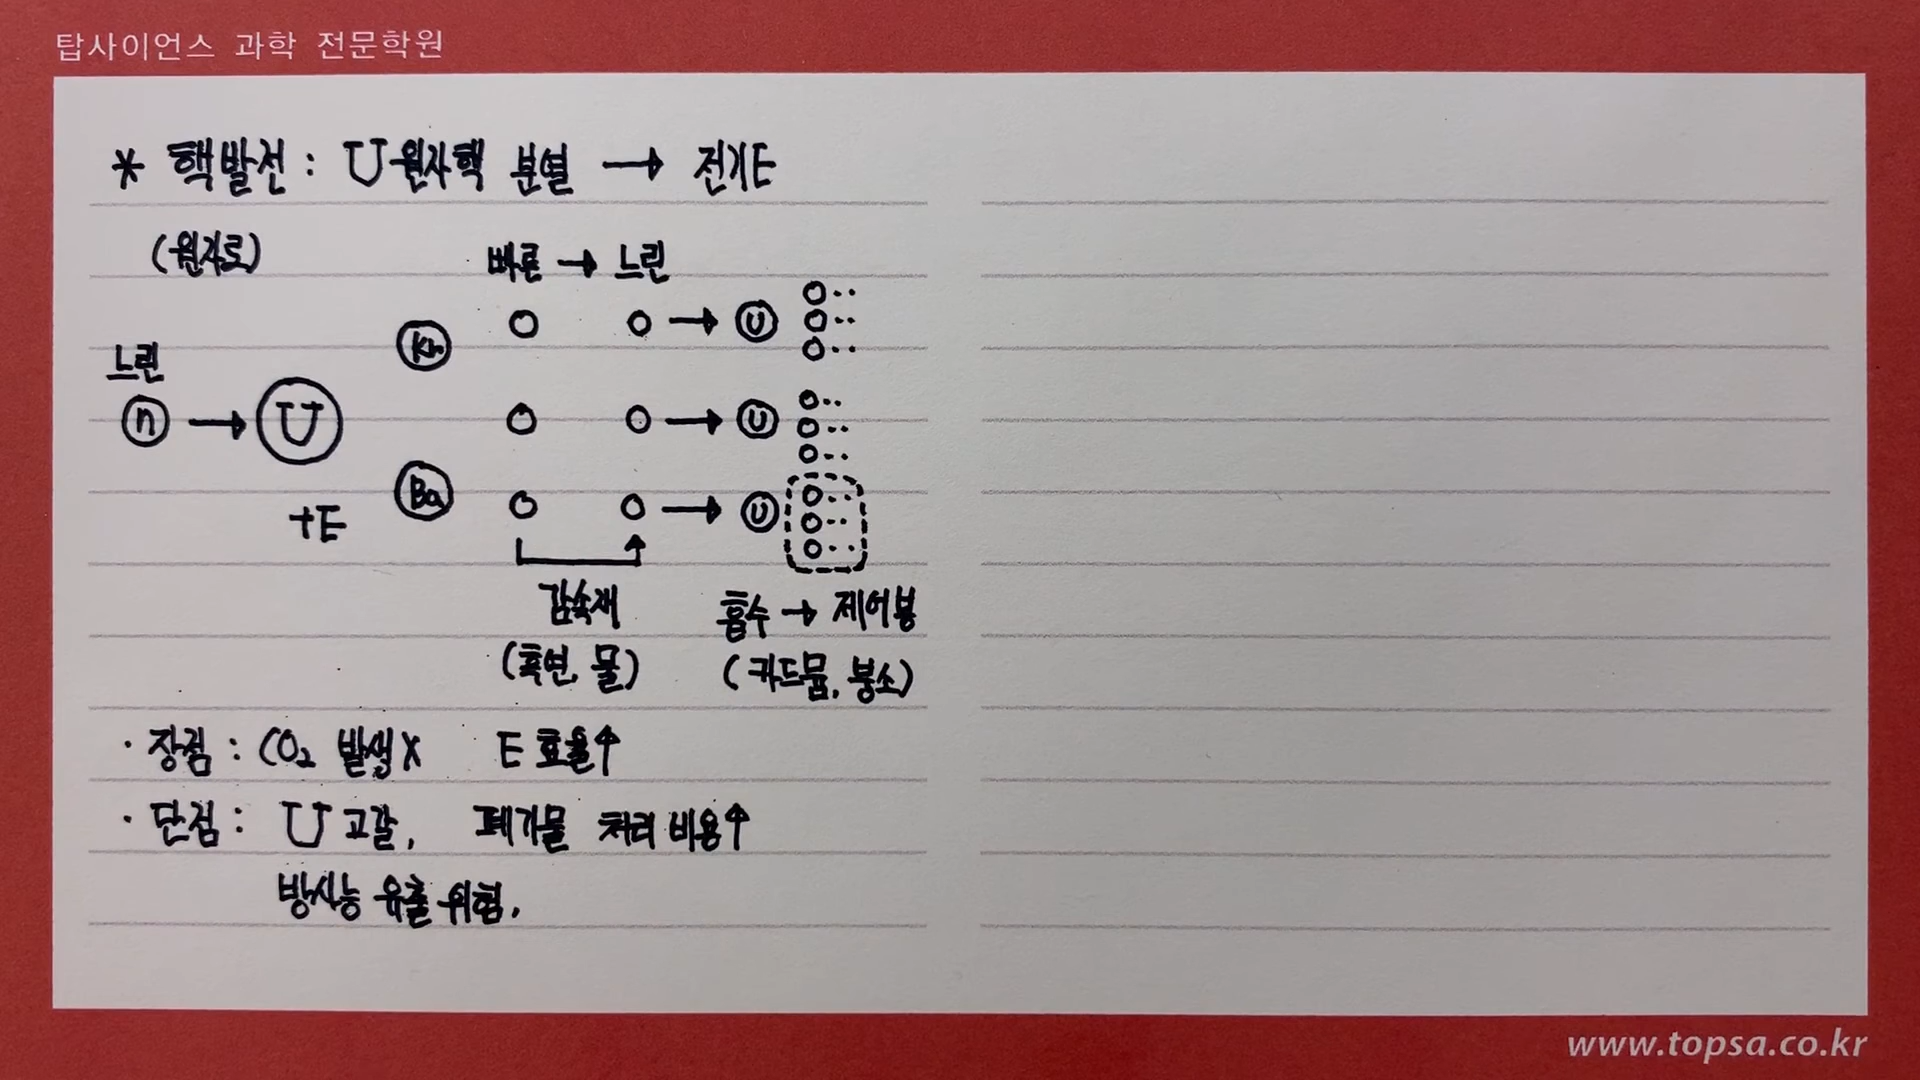 탑사이언스 과학 전문학원
* 핵발전 : U원자핵 분열 → 전기E
(원자로)
빠른 → 느린
느린
n → U
+E
Kr
Ba
O O → U O··
O··
O··
O O → U O··
O··
O··
O O → U O··
O··
O··
감속재
(흑연, 물)
흡수 → 제어봉
(카드뮴, 붕소)
· 장점 : CO₂ 발생X E 효율↑
· 단점 : U 고갈, 폐기물 처리 비용↑
방사능 유출 위험,
www.topsa.co.kr